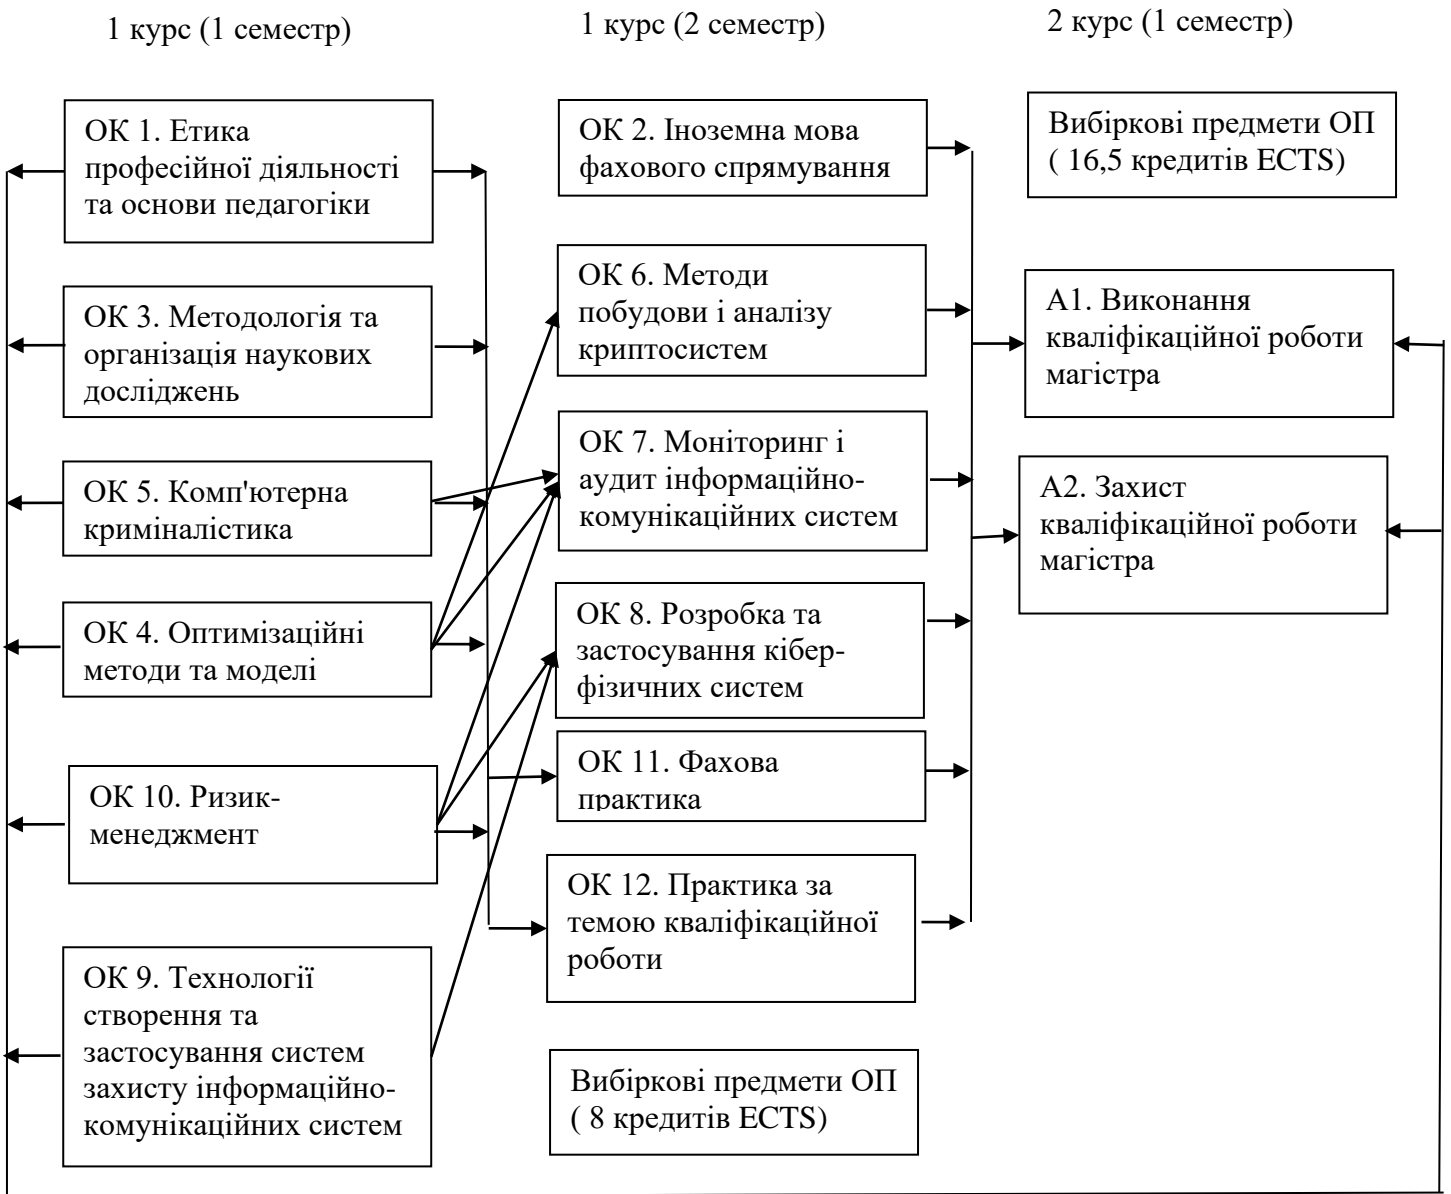 1 курс (1 семестр)
1 курс (2 семестр)
2 курс (1 семестр)
ОК 1. Етика
професійної діяльності
та основи педагогіки
ОК 3. Методологія та
організація наукових
досліджень
ОК 5. Комп'ютерна
криміналістика
ОК 4. Оптимізаційні
методи та моделі
ОК 10. Ризик-
менеджмент
ОК 9. Технології
створення та
застосування систем
захисту інформаційно-
комунікаційних систем
ОК 2. Іноземна мова
фахового спрямування
ОК 6. Методи
побудови і аналізу
криптосистем
ОК 7. Моніторинг і
аудит інформаційно-
комунікаційних систем
ОК 8. Розробка та
застосування кібер-
фізичних систем
ОК 11. Фахова
практика
ОК 12. Практика за
темою кваліфікаційної
роботи
Вибіркові предмети ОП
( 8 кредитів ECTS)
Вибіркові предмети ОП
( 16,5 кредитів ECTS)
А1. Виконання
кваліфікаційної роботи
магістра
А2. Захист
кваліфікаційної роботи
магістра